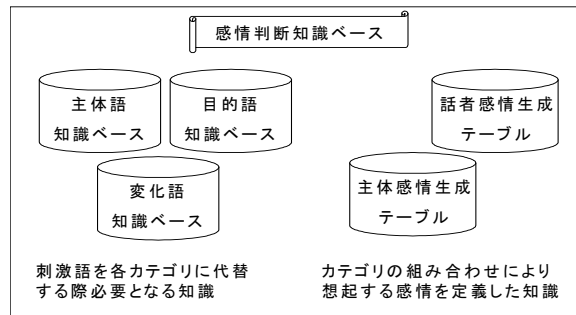 感情判断知識ベース
主体語
知識ベース
目的語
知識ベース
変化語
知識ベース
話者感情生成
テーブル
主体感情生成
テーブル
刺激語を各カテゴリに代替
する際必要となる知識
カテゴリの組み合わせにより
想起する感情を定義した知識